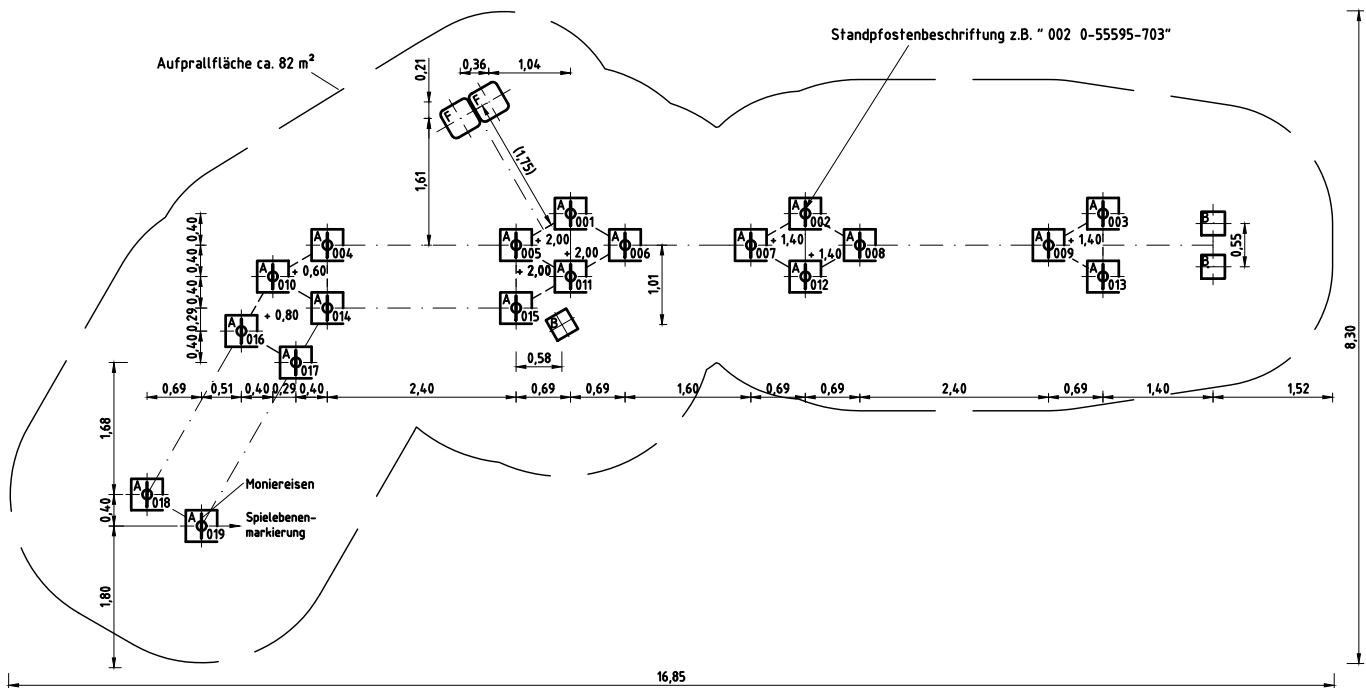 Standpfostenbeschriftung z.B. " 002 0-55595-703"
Aufprallfläche ca. 82 m²
0,36
1,04
0,21
F
F
(1,75)
1,61
A
001
A
002
A
003
B
0,40
A
004
A
005
+ 2,00
006
A
A
007
+ 1,40
A
008
A
009
+ 1,40
0,40
+ 2,00
+ 1,40
0,55
A
010
+ 0,60
+ 2,00
A
011
A
012
A
013
B
0,40
A
014
A
015
1,01
0,29
A
016
+ 0,80
B
0,40
A
017
0,58
8,30
0,69
0,51
0,40
0,29
0,40
2,40
0,69
0,69
1,60
0,69
0,69
2,40
0,69
1,40
1,52
1,68
A
018
Moniereisen
0,40
A
019
Spielebenen-
markierung
1,80
16,85